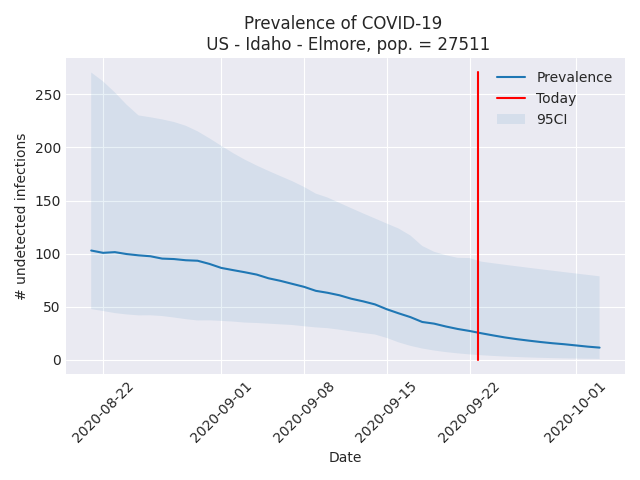 Prevalence of COVID-19
US - Idaho - Elmore, pop. = 27511
Prevalence
Today
95CI
# undetected infections
250
200
150
100
50
0
2020-08-22
2020-09-01
2020-09-08
2020-09-15
2020-09-22
2020-10-01
Date